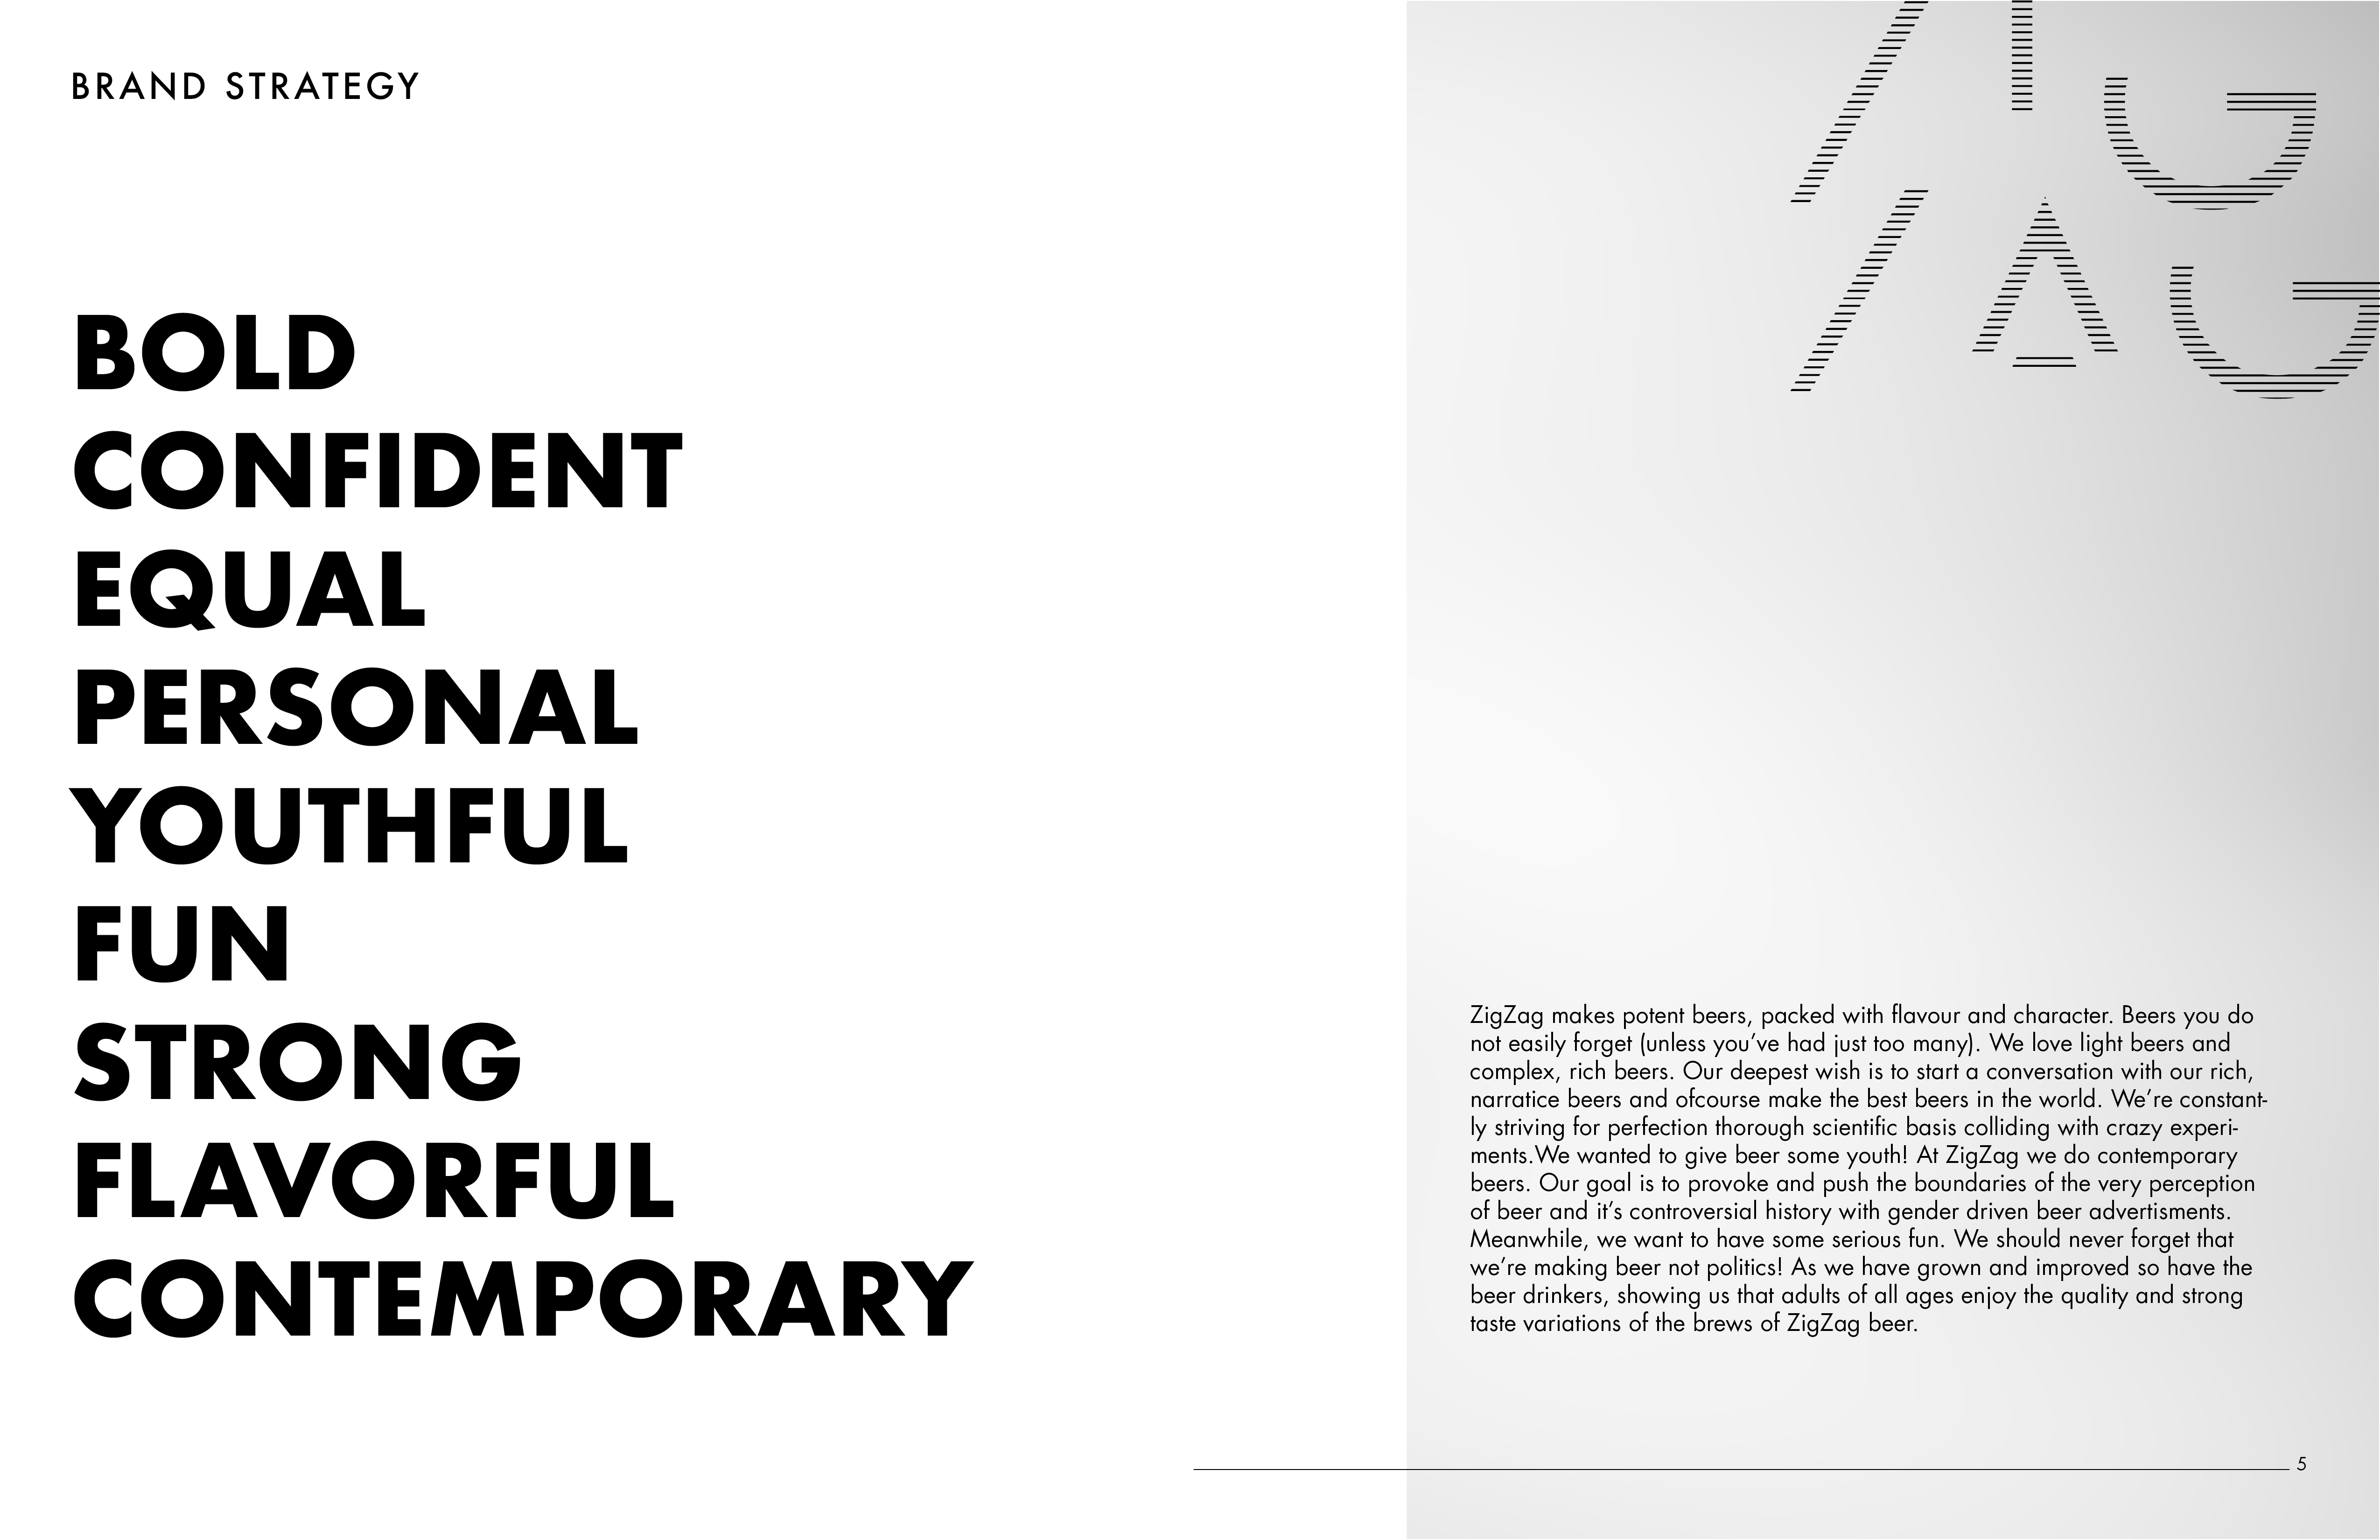 BRAND STRATEGY
BOLD
CONFIDENT
EQUAL
PERSONAL
YOUTHFUL
FUN
STRONG
FLAVORFUL
CONTEMPORARY
ZigZag makes potent beers, packed with flavour and character. Beers you do
not easily forget (unless you’ve had just too many). We love light beers and
complex, rich beers. Our deepest wish is to start a conversation with our rich,
narratice beers and ofcourse make the best beers in the world. We’re constant-
ly striving for perfection thorough scientific basis colliding with crazy experi-
ments.We wanted to give beer some youth! At ZigZag we do contemporary
beers. Our goal is to provoke and push the boundaries of the very perception
of beer and it’s controversial history with gender driven beer advertisments.
Meanwhile, we want to have some serious fun. We should never forget that
we’re making beer not politics! As we have grown and improved so have the
beer drinkers, showing us that adults of all ages enjoy the quality and strong
taste variations of the brews of ZigZag beer.
5